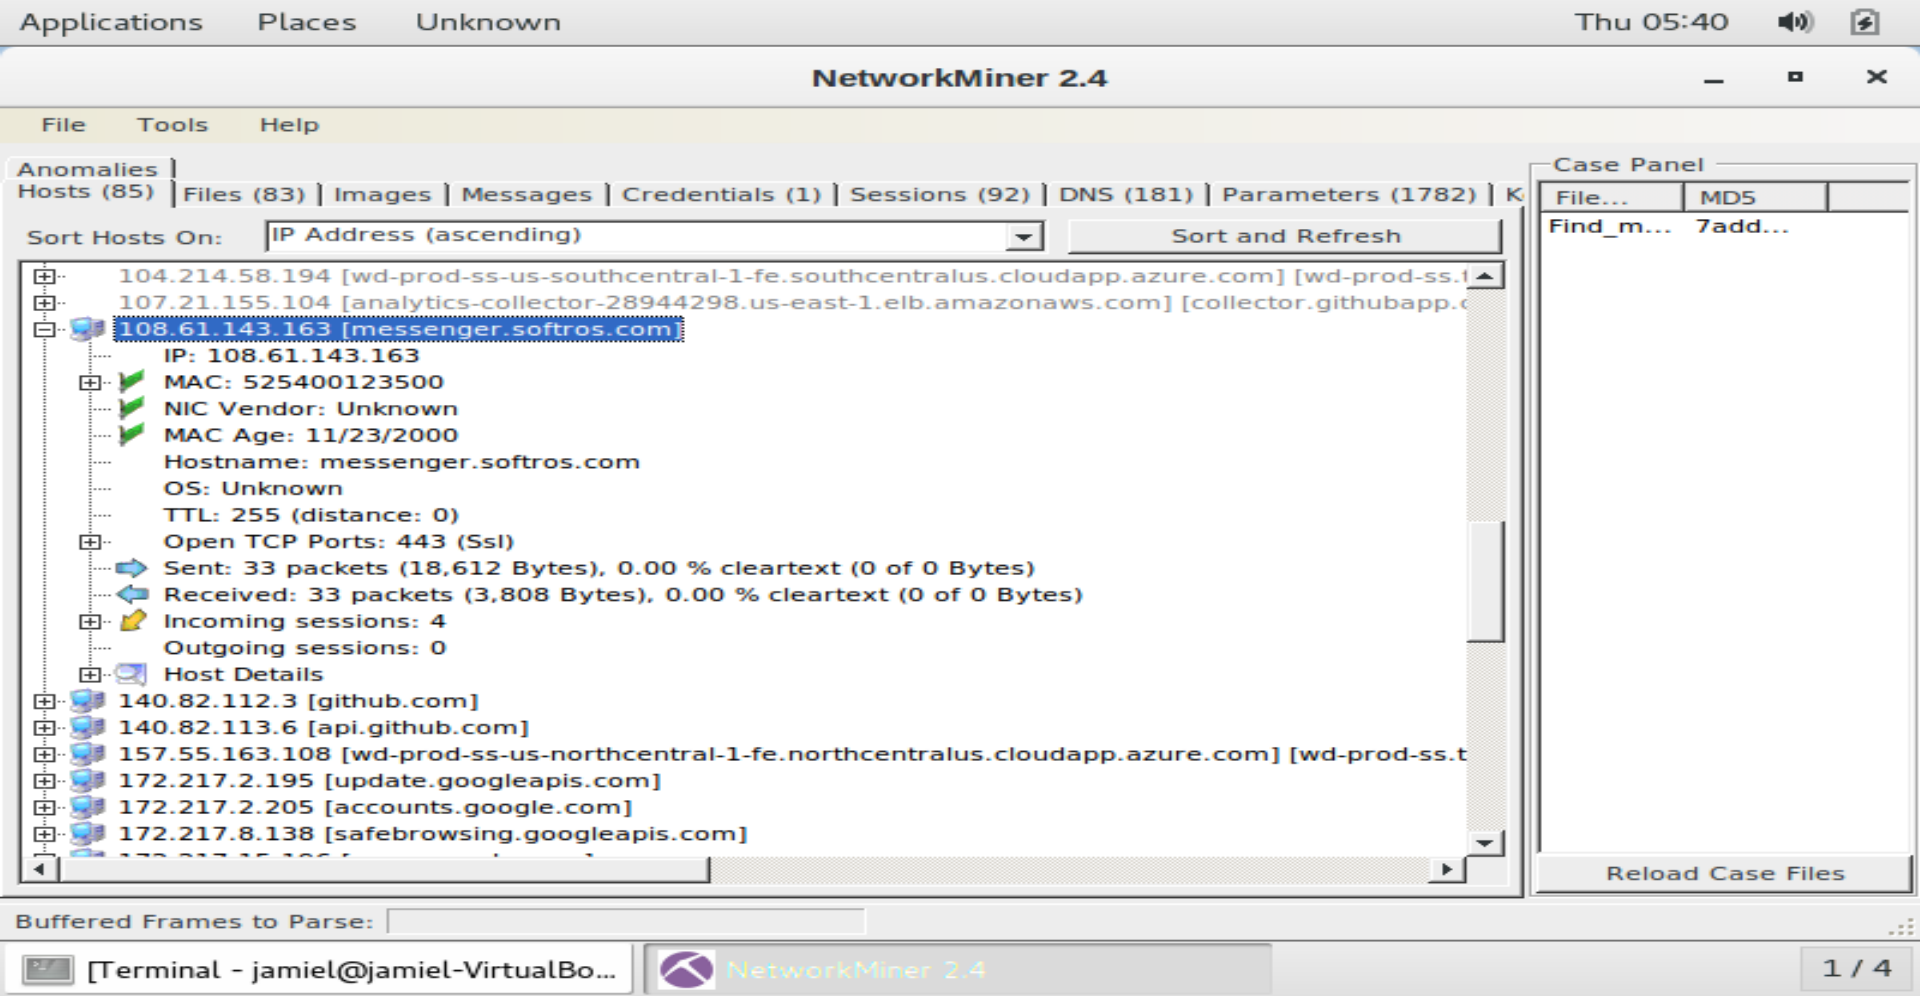 Applications Places Unknown Thu 05:40
NetworkMiner 2.4
File Tools Help
Anomalies
Hosts (85) Files (83) Images Messages Credentials (1) Sessions (92) DNS (181) Parameters (1782) K
Sort Hosts On: IP Address (ascending) Sort and Refresh
104.214.58.194 [wd-prod-ss-us-southcentral-1-fe.southcentralus.cloudapp.azure.com] [wd-prod-ss.t
107.21.155.104 [analytics-collector-28944298.us-east-1.elb.amazonaws.com] [collector.githubapp.c
108.61.143.163 [messenger.softros.com]
IP: 108.61.143.163
MAC: 525400123500
NIC Vendor: Unknown
MAC Age: 11/23/2000
Hostname: messenger.softros.com
OS: Unknown
TTL: 255 (distance: 0)
Open TCP Ports: 443 (Ssl)
Sent: 33 packets (18,612 Bytes), 0.00 % cleartext (0 of 0 Bytes)
Received: 33 packets (3,808 Bytes), 0.00 % cleartext (0 of 0 Bytes)
Incoming sessions: 4
Outgoing sessions: 0
Host Details
140.82.112.3 [github.com]
140.82.113.6 [api.github.com]
157.55.163.108 [wd-prod-ss-us-northcentral-1-fe.northcentralus.cloudapp.azure.com] [wd-prod-ss.t
172.217.2.195 [update.googleapis.com]
172.217.2.205 [accounts.google.com]
172.217.8.138 [safebrowsing.googleapis.com]
Case Panel
File... MD5
Find_m... 7add...
Reload Case Files
Buffered Frames to Parse:
[Terminal - jamiel@jamiel-VirtualBo... NetworkMiner 2.4 1 / 4